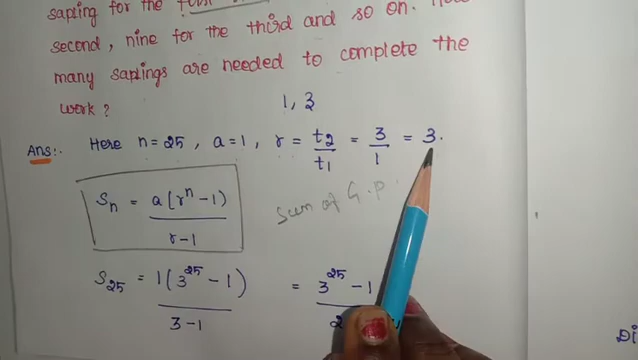 sapling for the first
second, nine for the third and so on. How
many saplings are needed to complete the
work?
1, 3
Ans:- Here n=25, a=1, r = t2/t1 = 3/1 = 3.
Sn = a(r^n - 1)/r-1
Sum of G.P.
S25 = 1(3^25 - 1)/3-1 = 3^25 - 1/2
Di